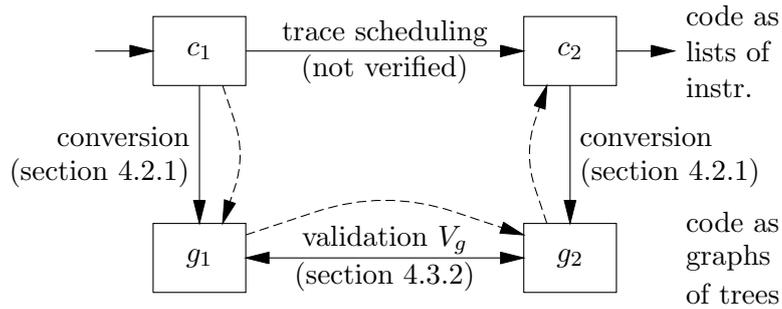 c₁
trace scheduling
(not verified)
c₂
code as
lists of
instr.
conversion
(section 4.2.1)
conversion
(section 4.2.1)
g₁
validation V_g
(section 4.3.2)
g₂
code as
graphs
of trees